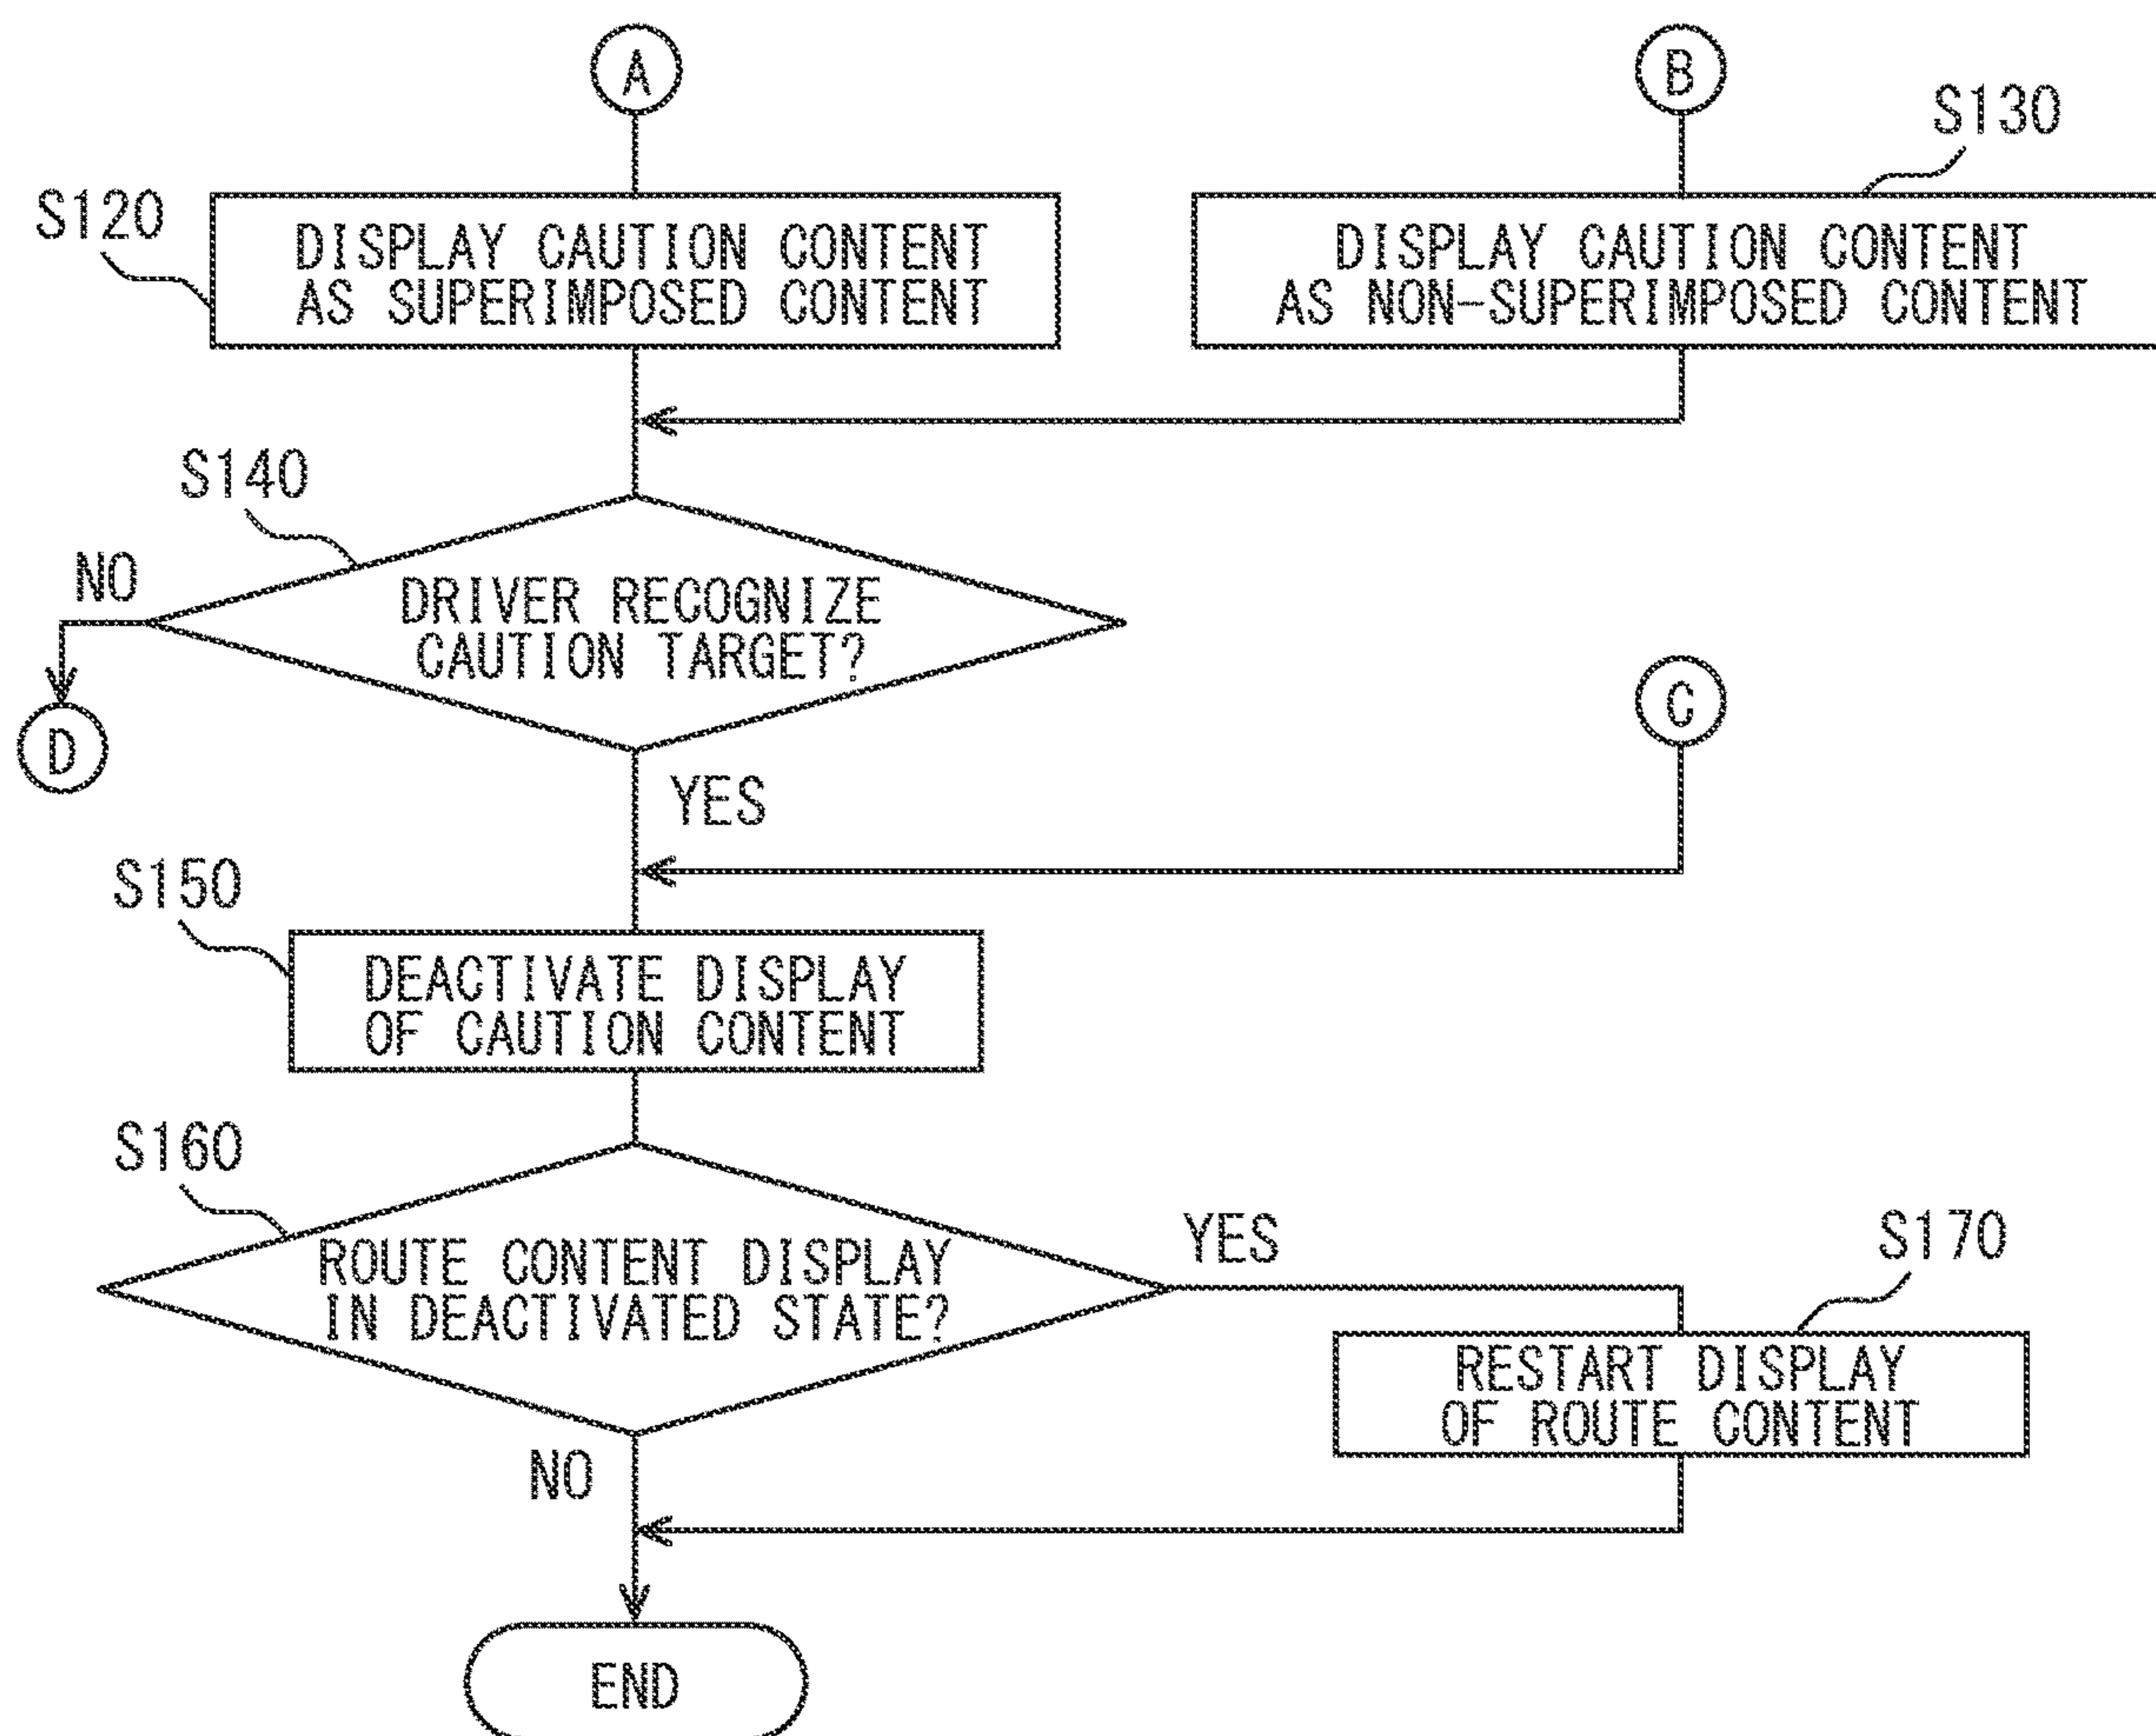 A
B
S130
S120
DISPLAY CAUTION CONTENT
AS SUPERIMPOSED CONTENT
DISPLAY CAUTION CONTENT
AS NON-SUPERIMPOSED CONTENT
S140
NO
DRIVER RECOGNIZE
CAUTION TARGET?
D
C
YES
S150
DEACTIVATE DISPLAY
OF CAUTION CONTENT
S160
ROUTE CONTENT DISPLAY
IN DEACTIVATED STATE?
YES
S170
RESTART DISPLAY
OF ROUTE CONTENT
NO
END